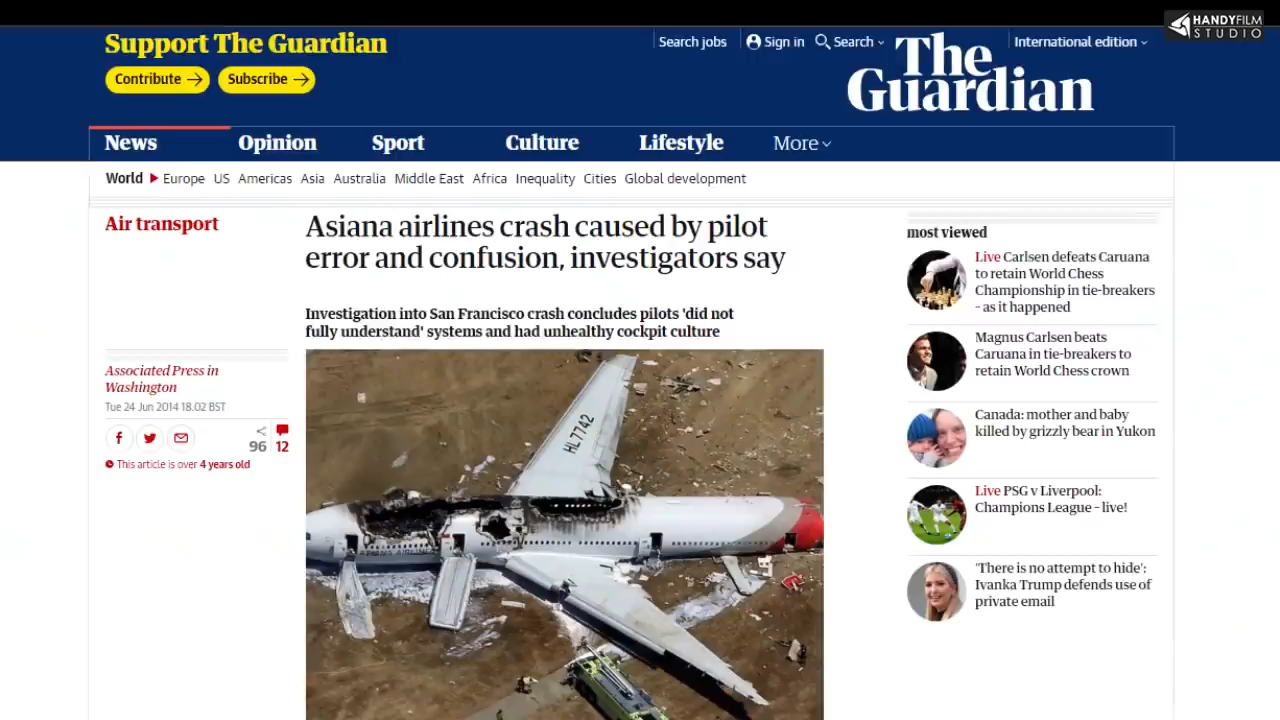 HANDYFILM
STUDIO
Support The Guardian
Contribute
Subscribe
Search jobs
Sign in
Search
International edition
The
Guardian
News
Opinion
Sport
Culture
Lifestyle
More
World
Europe
US
Americas
Asia
Australia
Middle East
Africa
Inequality
Cities
Global development
Air transport
Asiana airlines crash caused by pilot
error and confusion, investigators say
Investigation into San Francisco crash concludes pilots 'did not
fully understand' systems and had unhealthy cockpit culture
Associated Press in
Washington
Tue 24 Jun 2014 18.02 BST
96
12
This article is over 4 years old
HL7742
most viewed
Live Carlsen defeats Caruana
to retain World Chess
Championship in tie-breakers
- as it happened
Magnus Carlsen beats
Caruana in tie-breakers to
retain World Chess crown
Canada: mother and baby
killed by grizzly bear in Yukon
Live PSG v Liverpool:
Champions League – live!
'There is no attempt to hide':
Ivanka Trump defends use of
private email